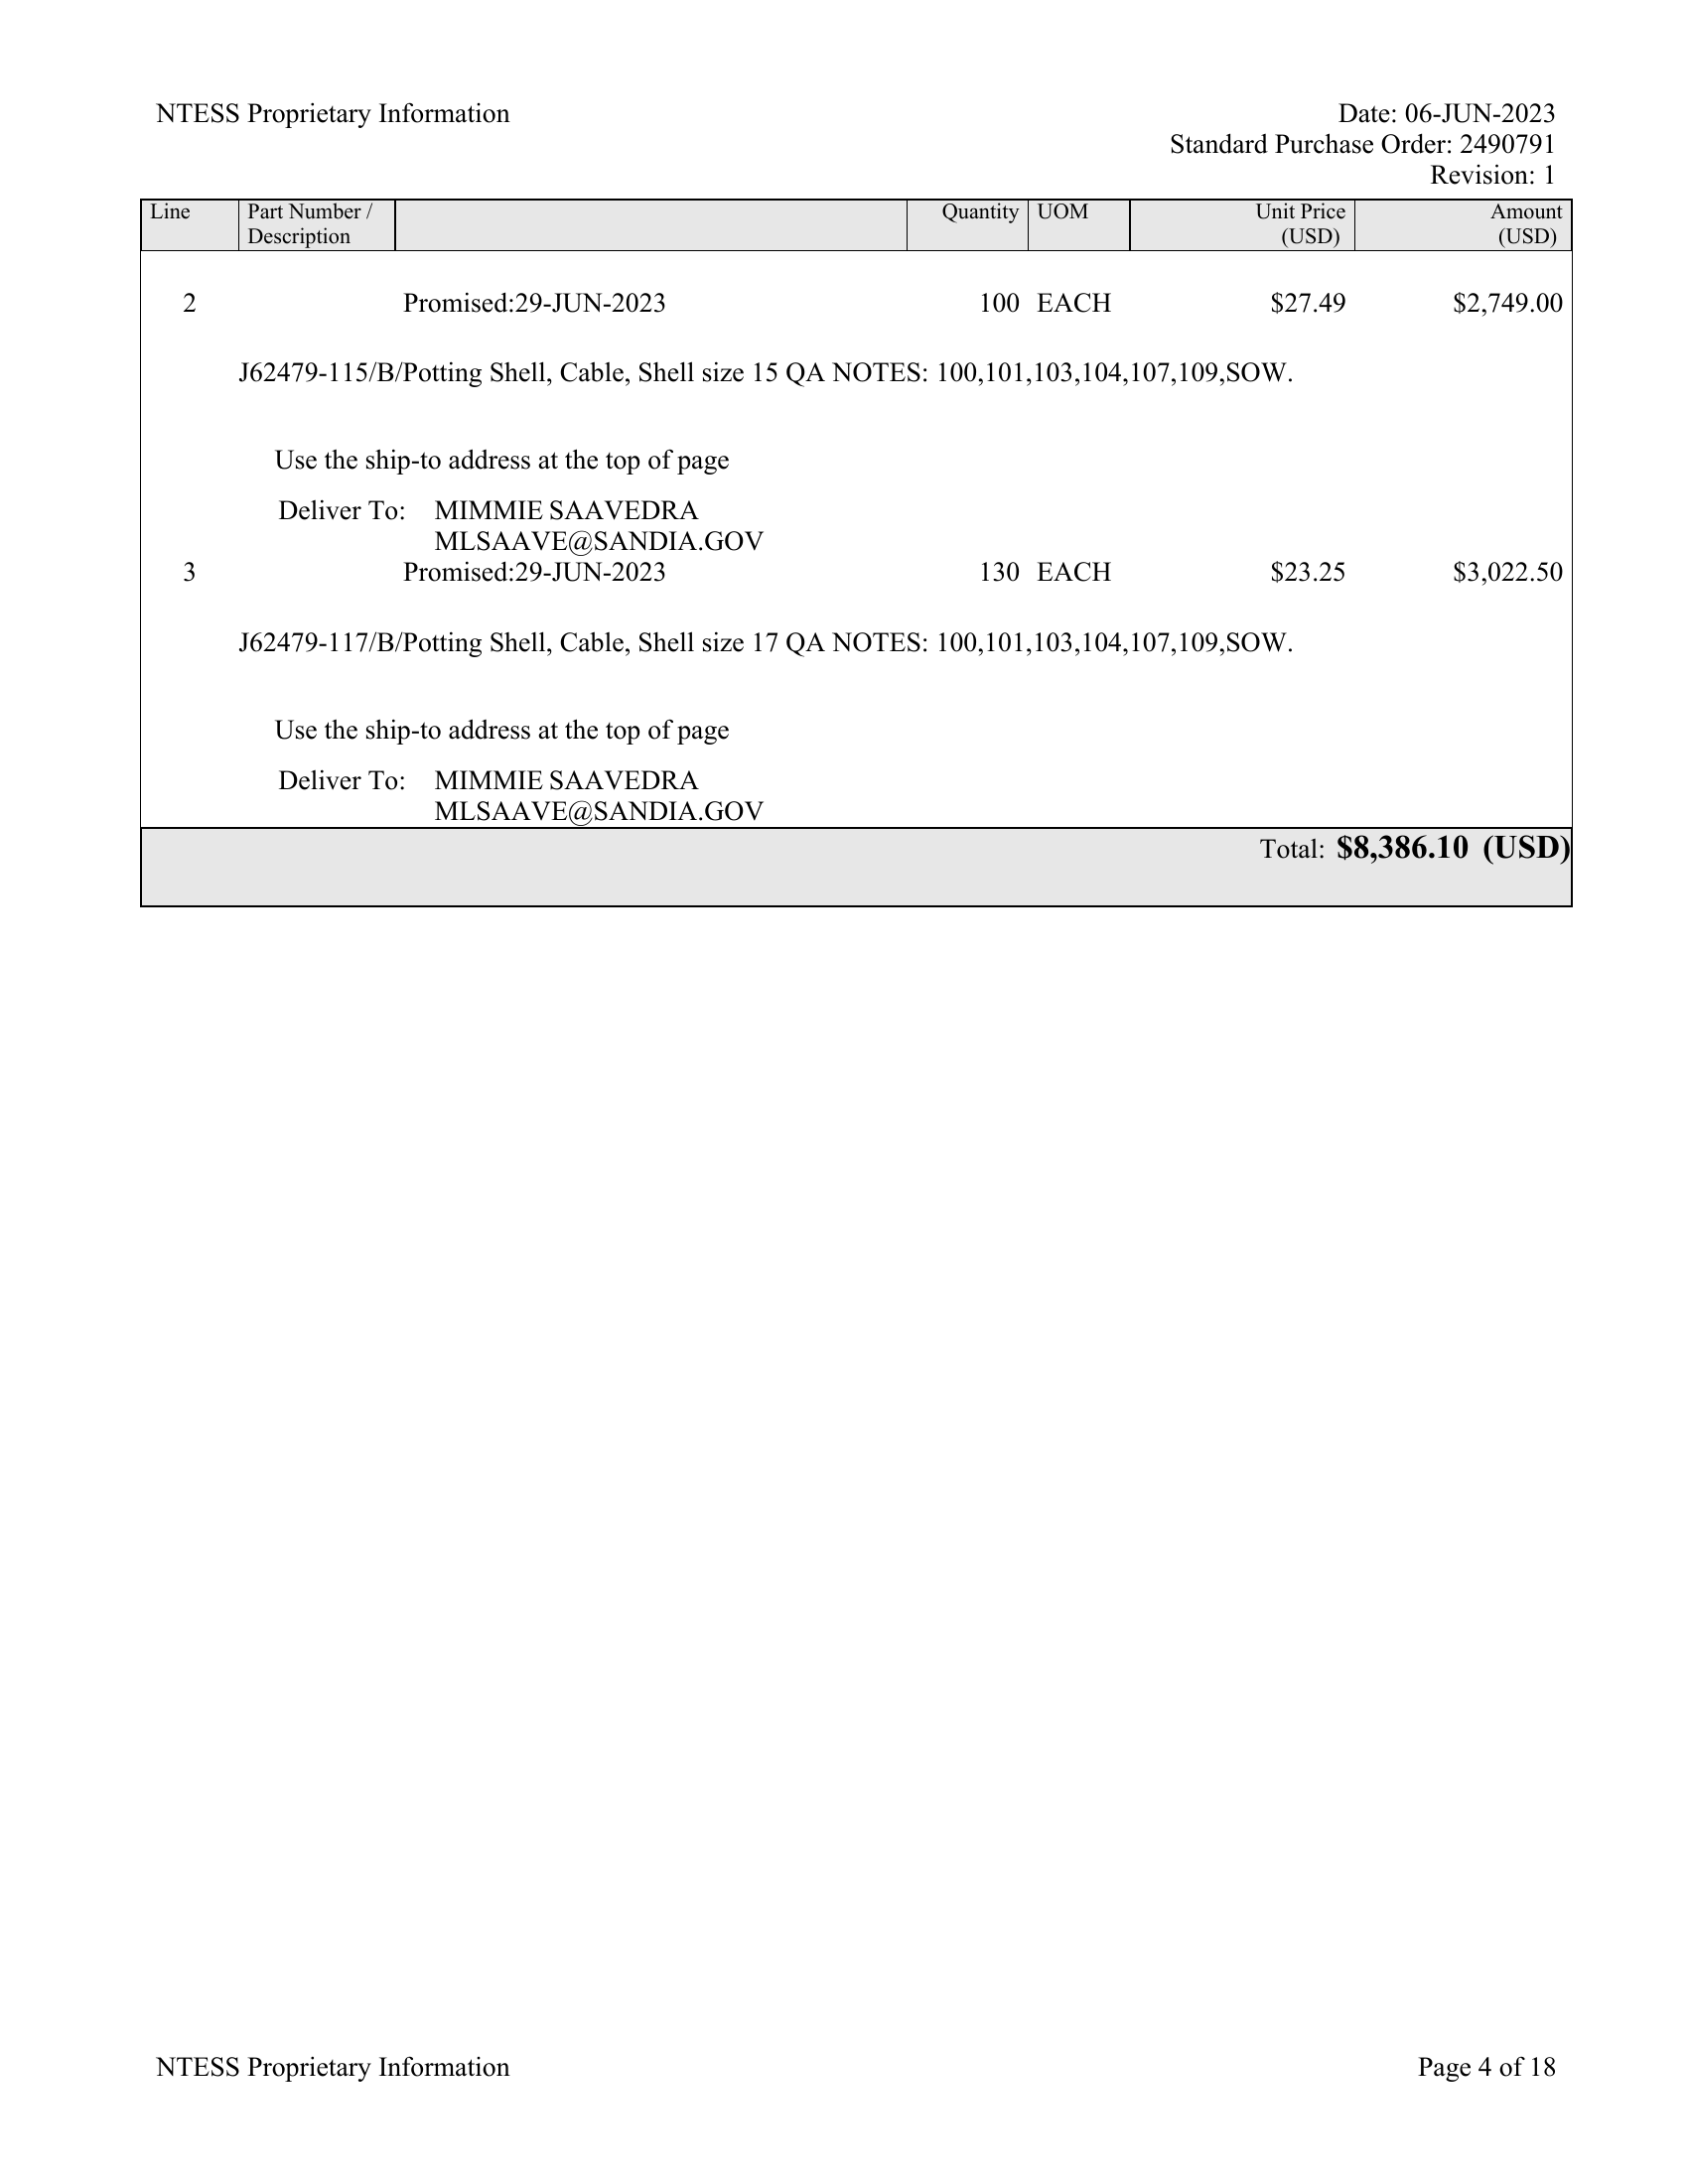 NTESS Proprietary Information
Date: 06-JUN-2023
Standard Purchase Order: 2490791
Revision: 1
Line Part Number / Description Quantity UOM Unit Price (USD) Amount (USD)
2 Promised:29-JUN-2023 100 EACH $27.49 $2,749.00
J62479-115/B/Potting Shell, Cable, Shell size 15 QA NOTES: 100,101,103,104,107,109,SOW.
Use the ship-to address at the top of page
Deliver To: MIMMIE SAAVEDRA
MLSAAVE@SANDIA.GOV
3 Promised:29-JUN-2023 130 EACH $23.25 $3,022.50
J62479-117/B/Potting Shell, Cable, Shell size 17 QA NOTES: 100,101,103,104,107,109,SOW.
Use the ship-to address at the top of page
Deliver To: MIMMIE SAAVEDRA
MLSAAVE@SANDIA.GOV
Total: $8,386.10 (USD)
NTESS Proprietary Information
Page 4 of 18